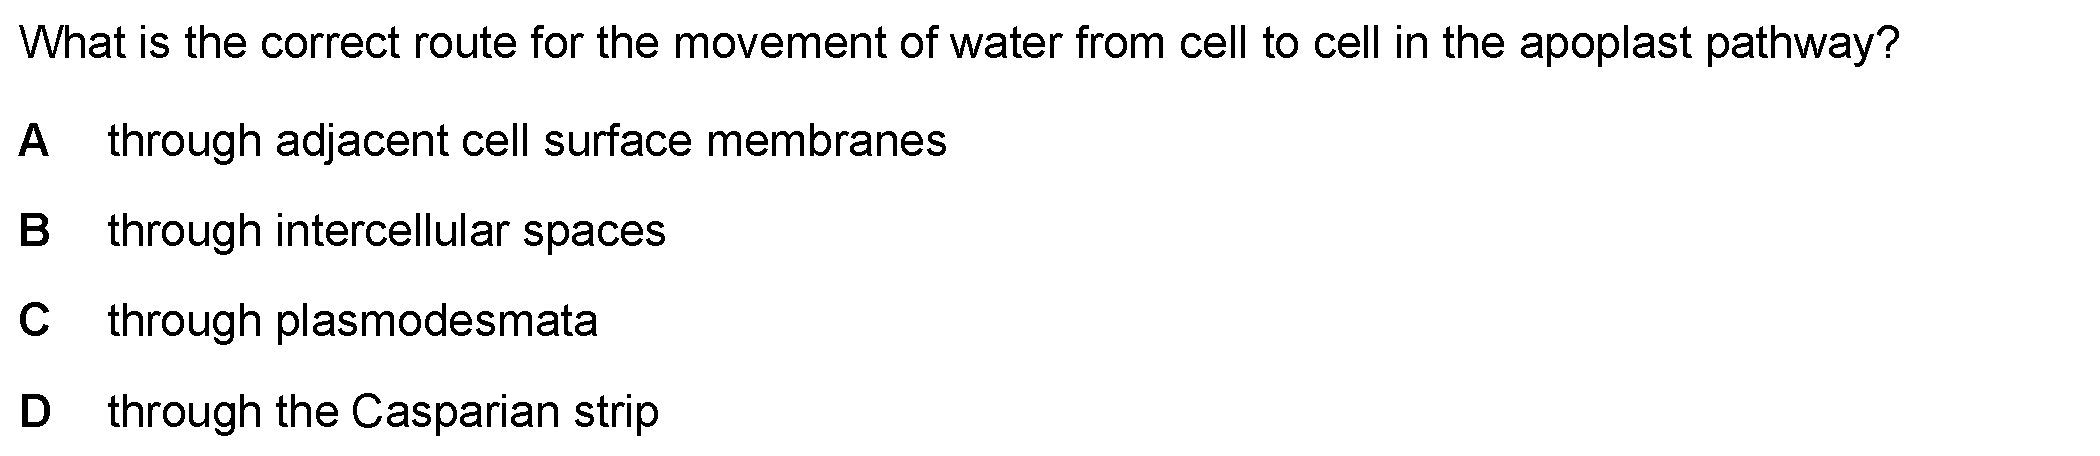 What is the correct route for the movement of water from cell to cell in the apoplast pathway?
A through adjacent cell surface membranes
B through intercellular spaces
C through plasmodesmata
D through the Casparian strip